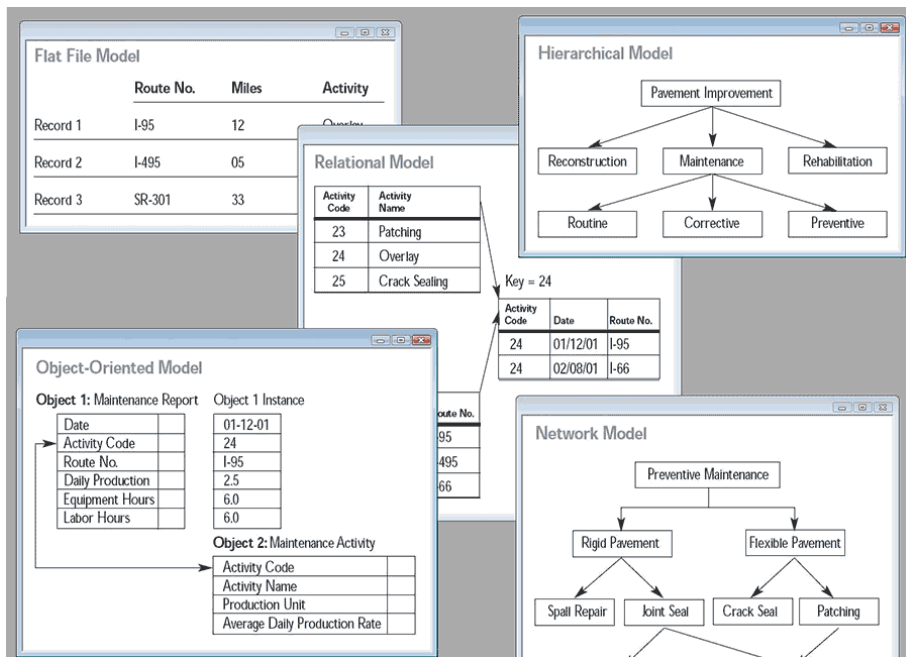 Flat File Model
Route No. Miles Activity
Record 1 I-95 12 Overlay
Record 2 I-495 05
Record 3 SR-301 33
Hierarchical Model
Pavement Improvement
Reconstruction Maintenance Rehabilitation
Routine Corrective Preventive
Relational Model
Activity Code Activity Name
23 Patching
24 Overlay
25 Crack Sealing
Key = 24
Activity Code Date Route No.
24 01/12/01 I-95
24 02/08/01 I-66
oute No.
-95
-495
-66
Object-Oriented Model
Object 1: Maintenance Report Object 1 Instance
Date 01-12-01
Activity Code 24
Route No. I-95
Daily Production 2.5
Equipment Hours 6.0
Labor Hours 6.0
Object 2: Maintenance Activity
Activity Code
Activity Name
Production Unit
Average Daily Production Rate
Network Model
Preventive Maintenance
Rigid Pavement Flexible Pavement
Spall Repair Joint Seal Crack Seal Patching